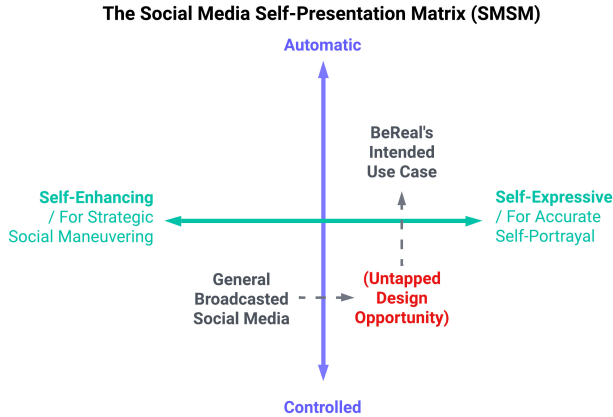 The Social Media Self-Presentation Matrix (SMSM)
Automatic
BeReal's
Intended
Use Case
Self-Enhancing
/ For Strategic
Social Maneuvering
Self-Expressive
/ For Accurate
Self-Portrayal
General
Broadcasted
Social Media
(Untapped
Design
Opportunity)
Controlled